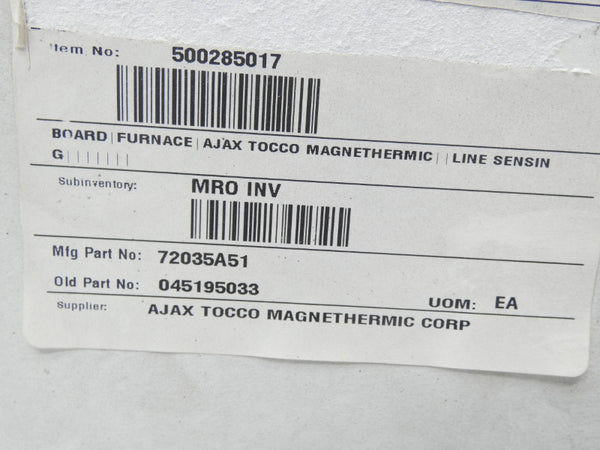 Item No: 500285017
BOARD|FURNACE|AJAX TOCCO MAGNETHERMIC||LINE SENSIN
G|||||||
Subinventory: MRO INV
Mfg Part No: 72035A51
Old Part No: 045195033 UOM: EA
Supplier: AJAX TOCCO MAGNETHERMIC CORP